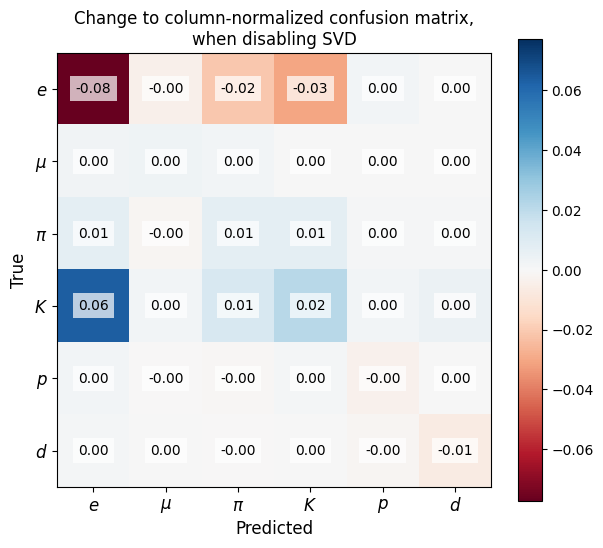 Change to column-normalized confusion matrix,
when disabling SVD
e -0.08 -0.00 -0.02 -0.03 0.00 0.00
μ 0.00 0.00 0.00 0.00 0.00 0.00
π 0.01 -0.00 0.01 0.01 0.00 0.00
K 0.06 0.00 0.01 0.02 0.00 0.00
p 0.00 -0.00 -0.00 0.00 -0.00 0.00
d 0.00 0.00 -0.00 0.00 -0.00 -0.01
e μ π K p d
Predicted
True
0.06
0.04
0.02
0.00
−0.02
−0.04
−0.06